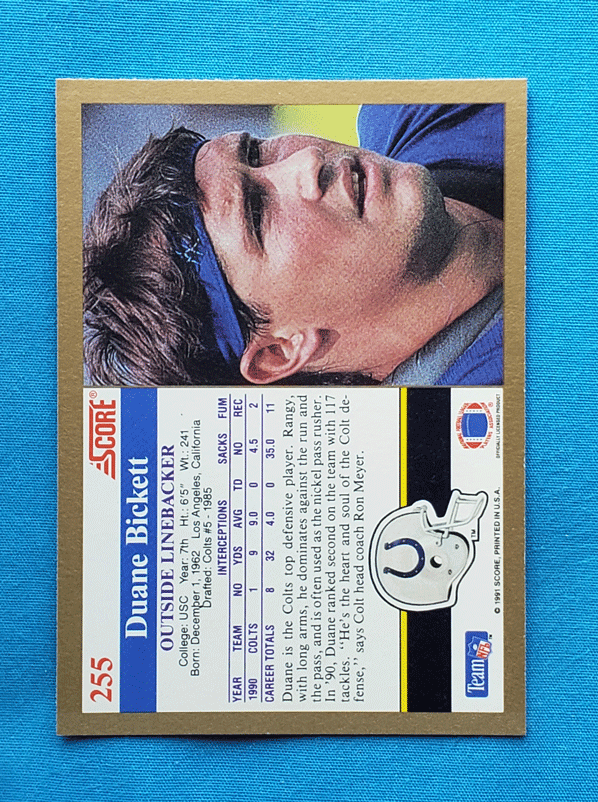 255
SCORE®
Duane Bickett
OUTSIDE LINEBACKER
College: USC Year: 7th Ht.: 6'5" Wt.: 241
Born: December 1, 1962 Los Angeles, California
Drafted: Colts #5 - 1985
INTERCEPTIONS SACKS FUM
YEAR TEAM NO YDS AVG TD NO REC
1990 COLTS 1 9 9.0 0 4.5 2
CAREER TOTALS 8 32 4.0 0 35.0 11
Duane is the Colts top defensive player. Rangy,
with long arms, he dominates against the run and
the pass, and is often used as the nickel pass rusher.
In '90, Duane ranked second on the team with 117
tackles. "He's the heart and soul of the Colt de-
fense," says Colt head coach Ron Meyer.
TM
Team NFL™
© 1991 SCORE, PRINTED IN U.S.A.
OFFICIALLY LICENSED PRODUCT